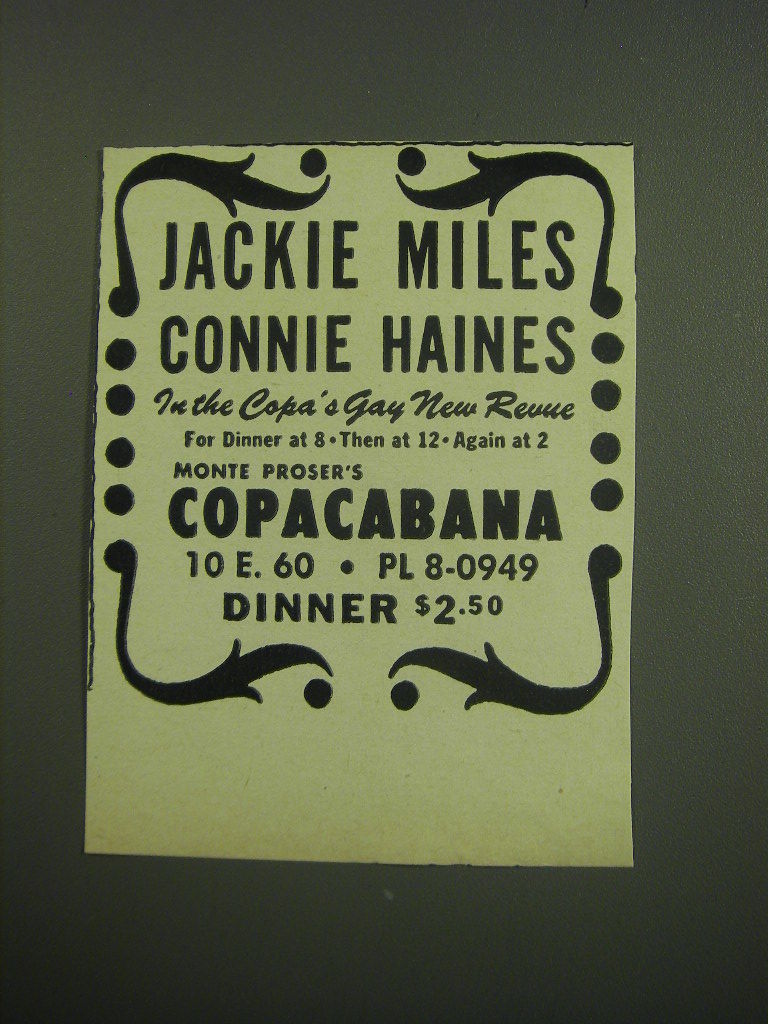 JACKIE MILES
CONNIE HAINES
In the Copa's Gay New Revue
For Dinner at 8 • Then at 12 • Again at 2
MONTE PROSER'S
COPACABANA
10 E. 60 • PL 8-0949
DINNER $2.50